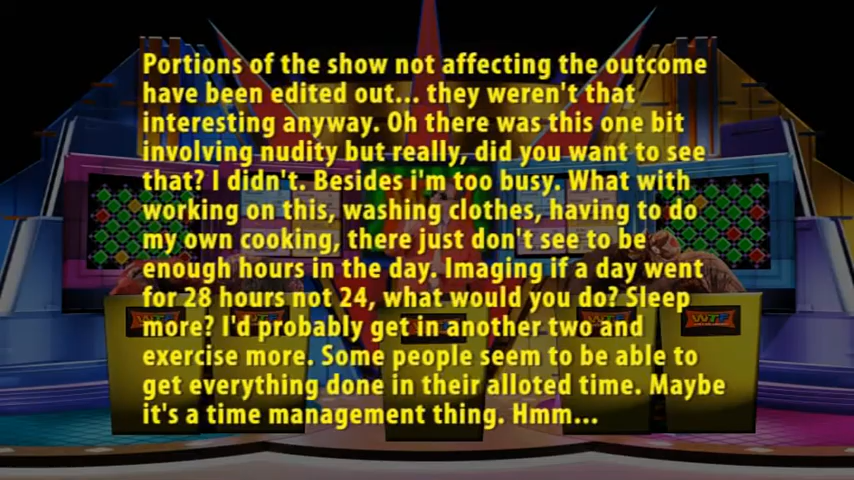 Portions of the show not affecting the outcome
have been edited out... they weren't that
interesting anyway. Oh there was this one bit
involving nudity but really, did you want to see
that? I didn't. Besides i'm too busy. What with
working on this, washing clothes, having to do
my own cooking, there just don't see to be
enough hours in the day. Imaging if a day went
for 28 hours not 24, what would you do? Sleep
more? I'd probably get in another two and
exercise more. Some people seem to be able to
get everything done in their alloted time. Maybe
it's a time management thing. Hmm...
WTF
WTF
WTF